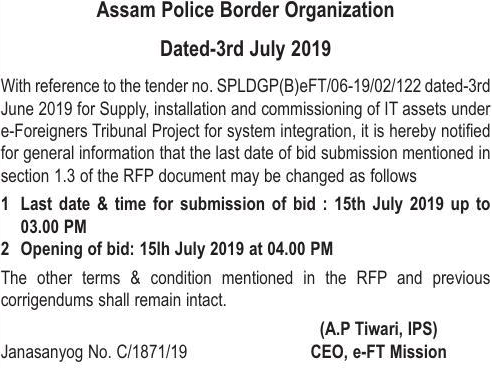 Assam Police Border Organization
Dated-3rd July 2019
With reference to the tender no. SPLDGP(B)eFT/06-19/02/122 dated-3rd
June 2019 for Supply, installation and commissioning of IT assets under
e-Foreigners Tribunal Project for system integration, it is hereby notified
for general information that the last date of bid submission mentioned in
section 1.3 of the RFP document may be changed as follows
1 Last date & time for submission of bid : 15th July 2019 up to
03.00 PM
2 Opening of bid: 15lh July 2019 at 04.00 PM
The other terms & condition mentioned in the RFP and previous
corrigendums shall remain intact.
(A.P Tiwari, IPS)
Janasanyog No. C/1871/19 CEO, e-FT Mission